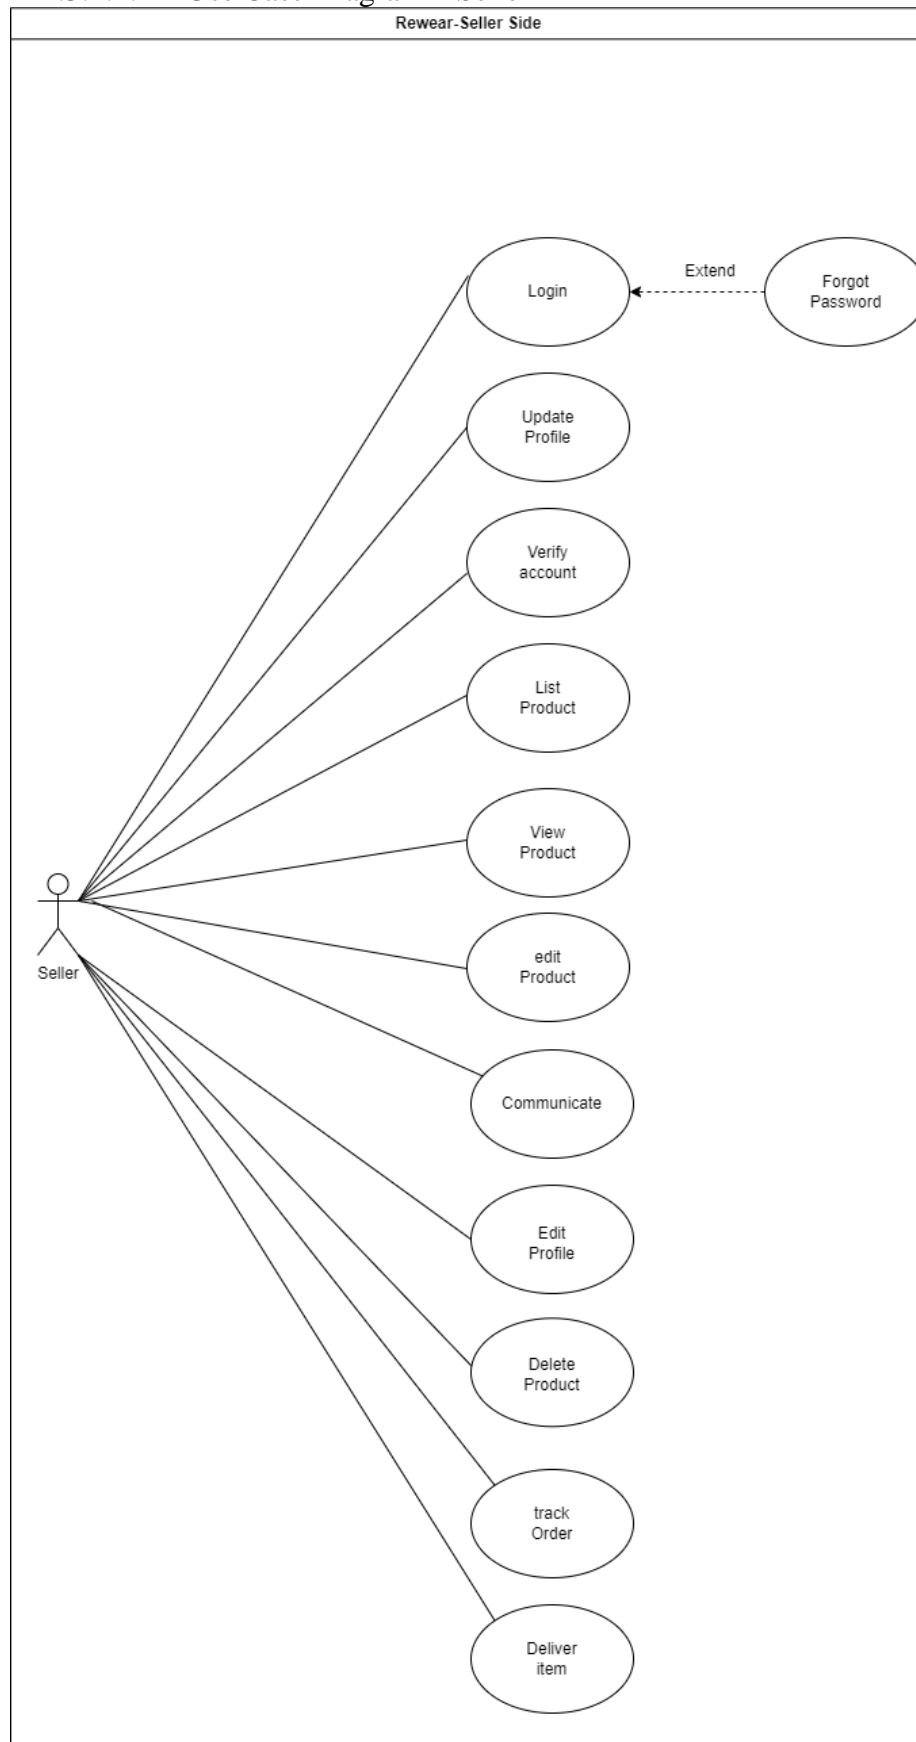 Rewear-Seller Side
Login
Extend
Forgot
Password
Update
Profile
Verify
account
List
Product
View
Product
edit
Product
Seller
Communicate
Edit
Profile
Delete
Product
track
Order
Deliver
item